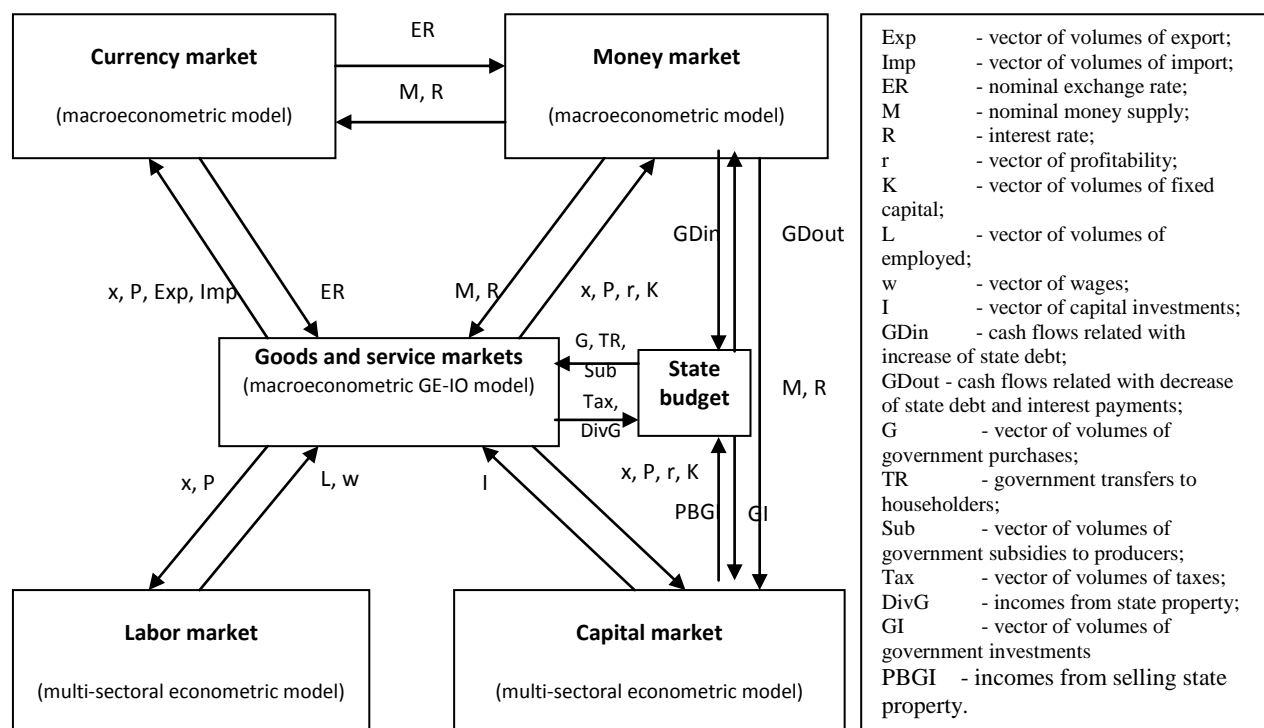 Currency market
(macroeconometric model)
ER
M, R
Money market
(macroeconometric model)
GDin
GDout
x, P, Exp, Imp
ER
M, R
x, P, r, K
Goods and service markets
(macroeconometric GE-IO model)
G, TR,
Sub
Tax,
DivG
State
budget
M, R
x, P
L, w
I
x, P, r, K
PBGI
GI
Labor market
(multi-sectoral econometric model)
Capital market
(multi-sectoral econometric model)
Exp - vector of volumes of export;
Imp - vector of volumes of import;
ER - nominal exchange rate;
M - nominal money supply;
R - interest rate;
r - vector of profitability;
K - vector of volumes of fixed
capital;
L - vector of volumes of
employed;
w - vector of wages;
I - vector of capital investments;
GDin - cash flows related with
increase of state debt;
GDout - cash flows related with decrease
of state debt and interest payments;
G - vector of volumes of
government purchases;
TR - government transfers to
householders;
Sub - vector of volumes of
government subsidies to producers;
Tax - vector of volumes of taxes;
DivG - incomes from state property;
GI - vector of volumes of
government investments
PBGI - incomes from selling state
property.